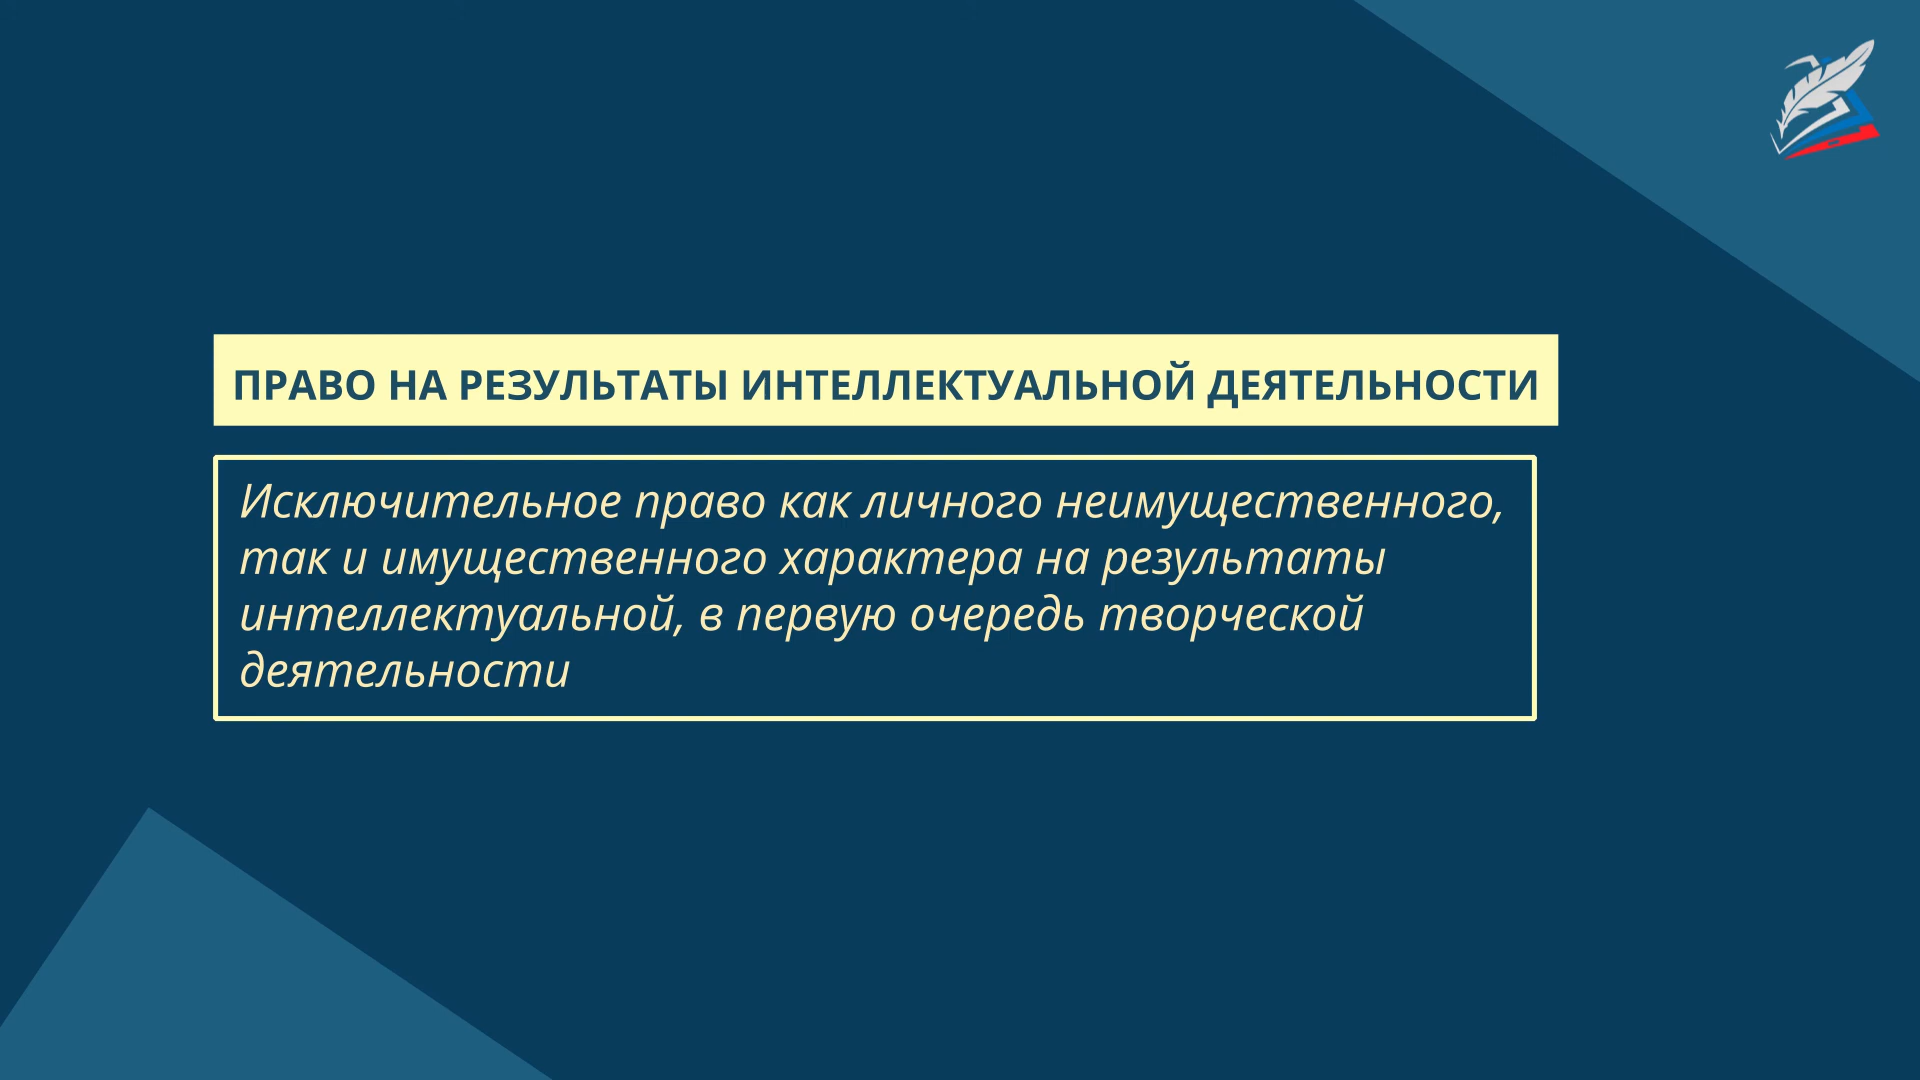 ПРАВО НА РЕЗУЛЬТАТЫ ИНТЕЛЛЕКТУАЛЬНОЙ ДЕЯТЕЛЬНОСТИ
Исключительное право как личного неимущественного,
так и имущественного характера на результаты
интеллектуальной, в первую очередь творческой
деятельности